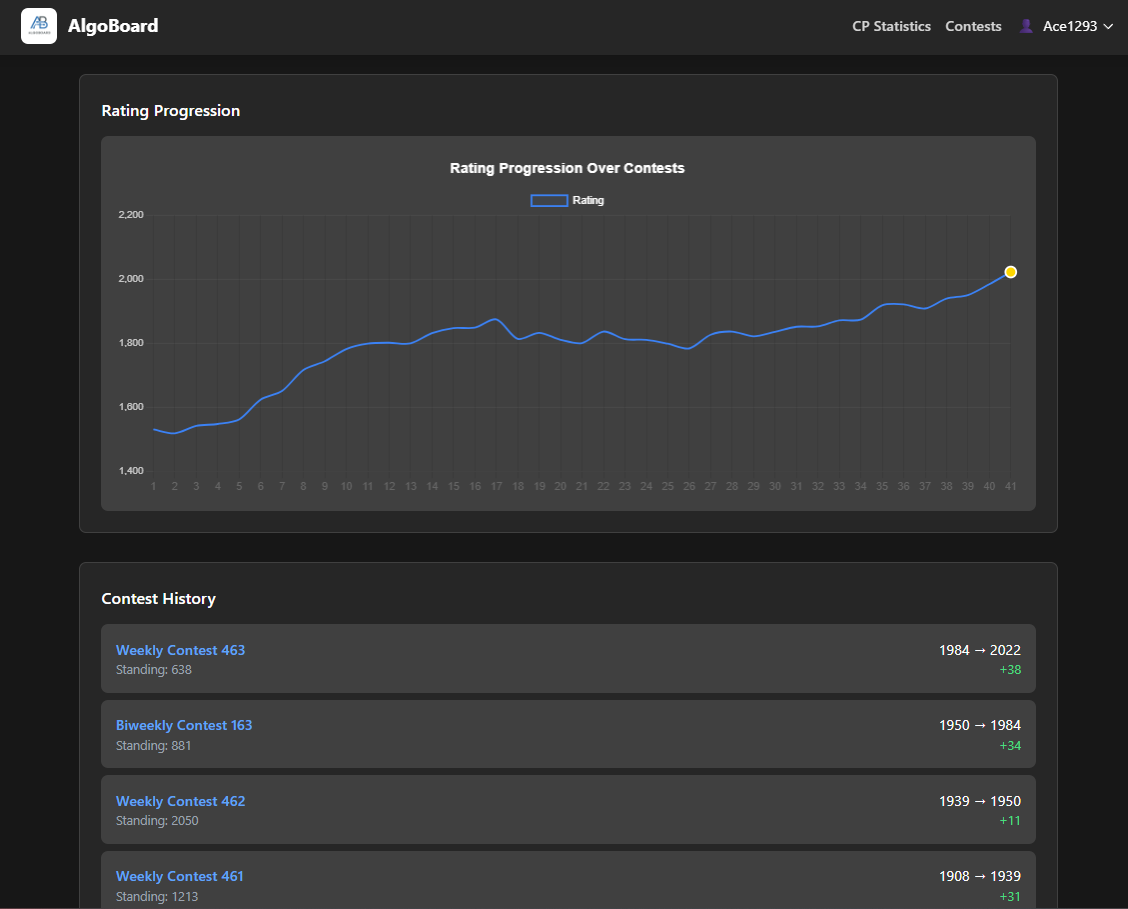 AlgoBoard
CP Statistics Contests Ace1293
Rating Progression
Rating Progression Over Contests
Rating
2,200
2,000
1,800
1,600
1,400
1 2 3 4 5 6 7 8 9 10 11 12 13 14 15 16 17 18 19 20 21 22 23 24 25 26 27 28 29 30 31 32 33 34 35 36 37 38 39 40 41
Contest History
Weekly Contest 463 1984 → 2022
Standing: 638 +38
Biweekly Contest 163 1950 → 1984
Standing: 881 +34
Weekly Contest 462 1939 → 1950
Standing: 2050 +11
Weekly Contest 461 1908 → 1939
Standing: 1213 +31